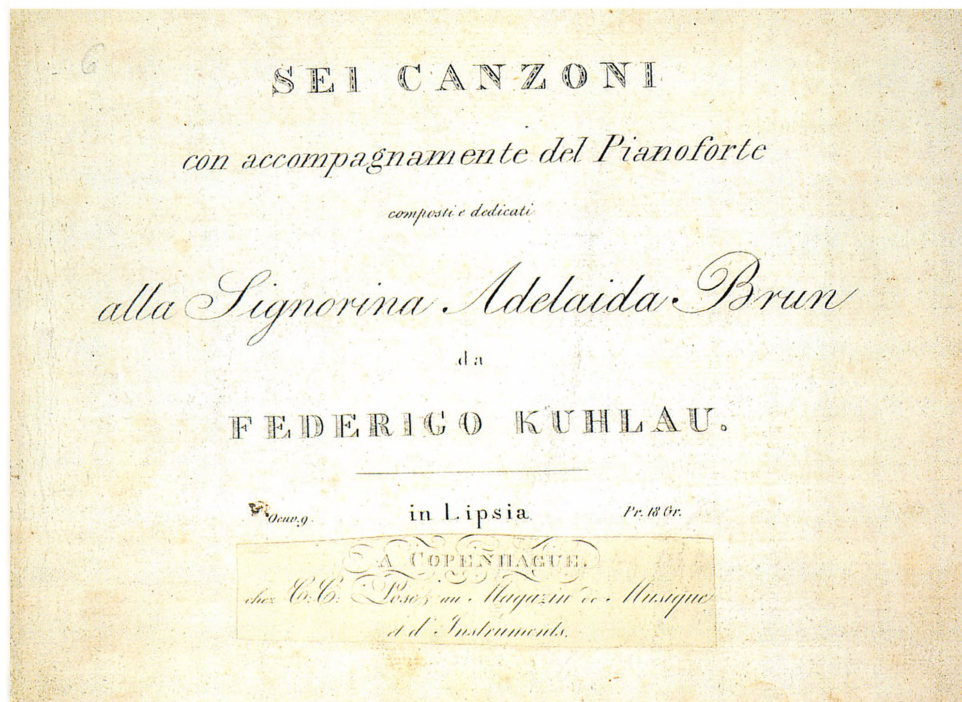 6
SEI CANZONI
con accompagnamente del Pianoforte
composti e dedicati
alla Signorina Adelaida Brun
da
FEDERIGO KUHLAU.
Oeuv. 9. in Lipsia Pr. 18 Gr.
A COPENHAGUE.
chez C. C. Lose, au Magazin de Musique
et d'Instruments.